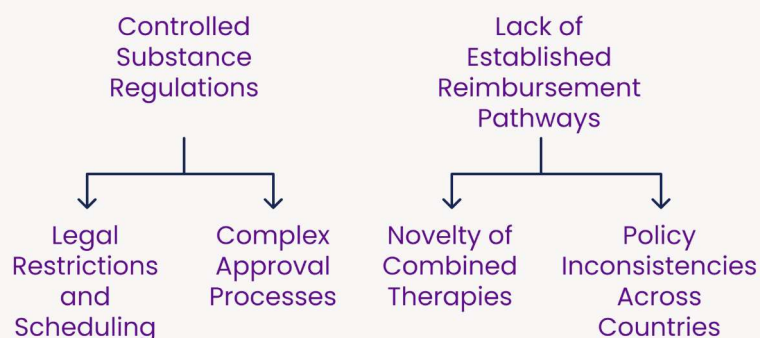 Controlled
Substance
Regulations
Lack of
Established
Reimbursement
Pathways
Legal
Restrictions
and
Scheduling
Complex
Approval
Processes
Novelty of
Combined
Therapies
Policy
Inconsistencies
Across
Countries